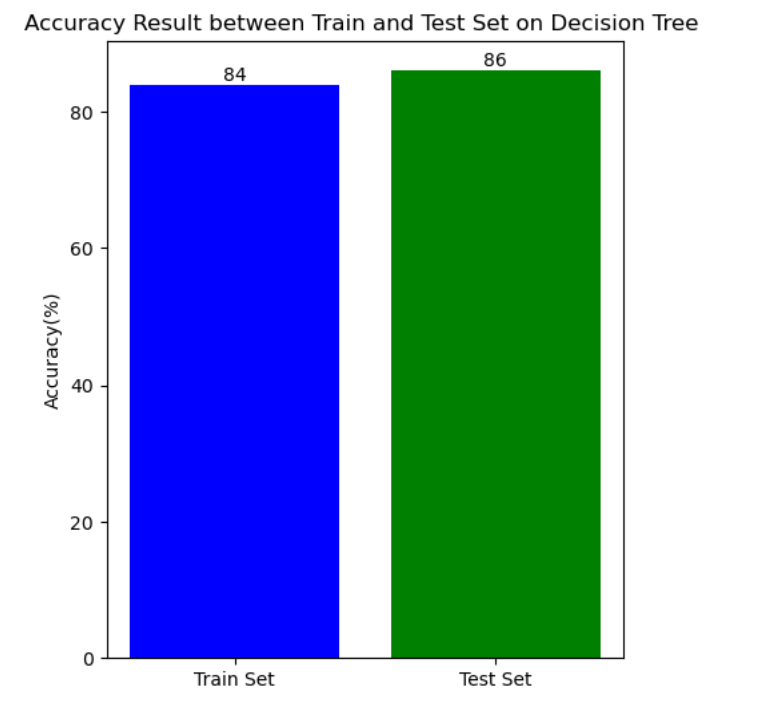 Accuracy Result between Train and Test Set on Decision Tree
84
86
80
60
40
20
0
Accuracy(%)
Train Set
Test Set